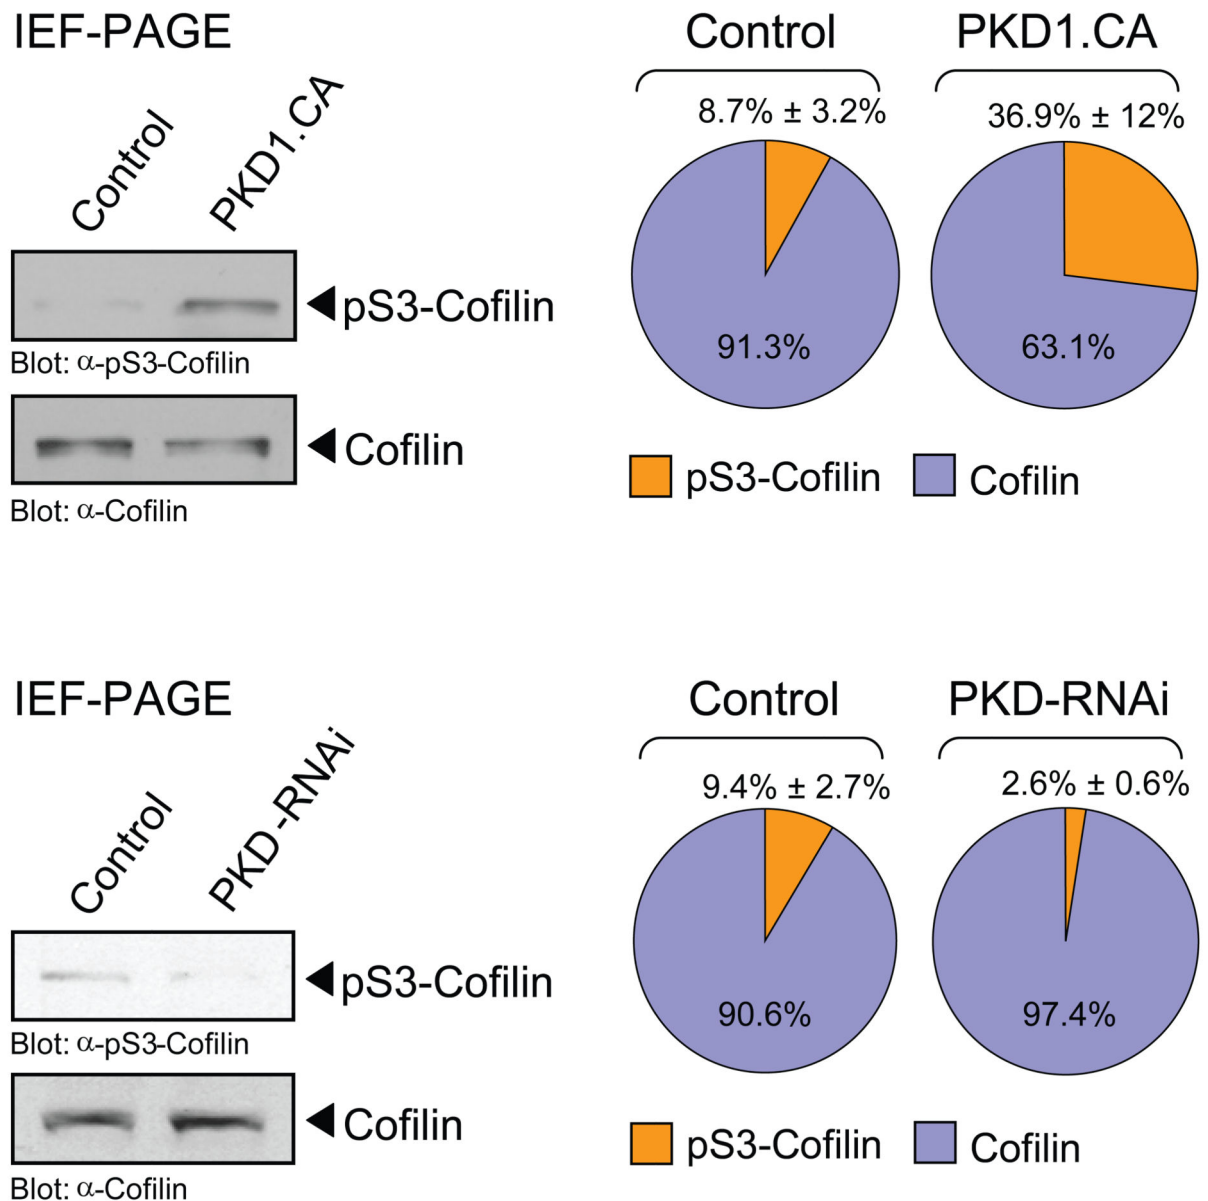 IEF-PAGE
Control
PKD1.CA
pS3-Cofilin
Blot: α-pS3-Cofilin
Cofilin
Blot: α-Cofilin
Control
PKD1.CA
8.7% ± 3.2%
36.9% ± 12%
91.3%
63.1%
pS3-Cofilin
Cofilin
IEF-PAGE
Control
PKD-RNAi
pS3-Cofilin
Blot: α-pS3-Cofilin
Cofilin
Blot: α-Cofilin
Control
PKD-RNAi
9.4% ± 2.7%
2.6% ± 0.6%
90.6%
97.4%
pS3-Cofilin
Cofilin